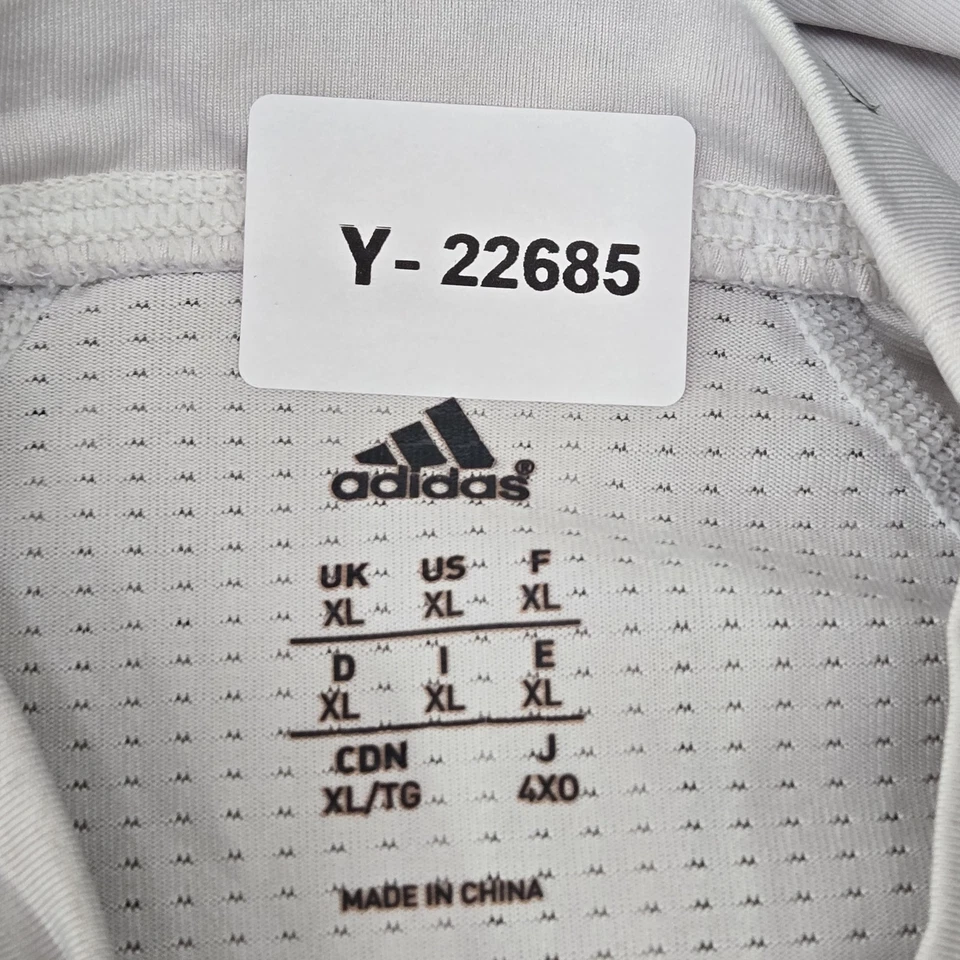 Y- 22685
adidas®
UK US F
XL XL XL
D I E
XL XL XL
CDN J
XL/TG 4XO
MADE IN CHINA